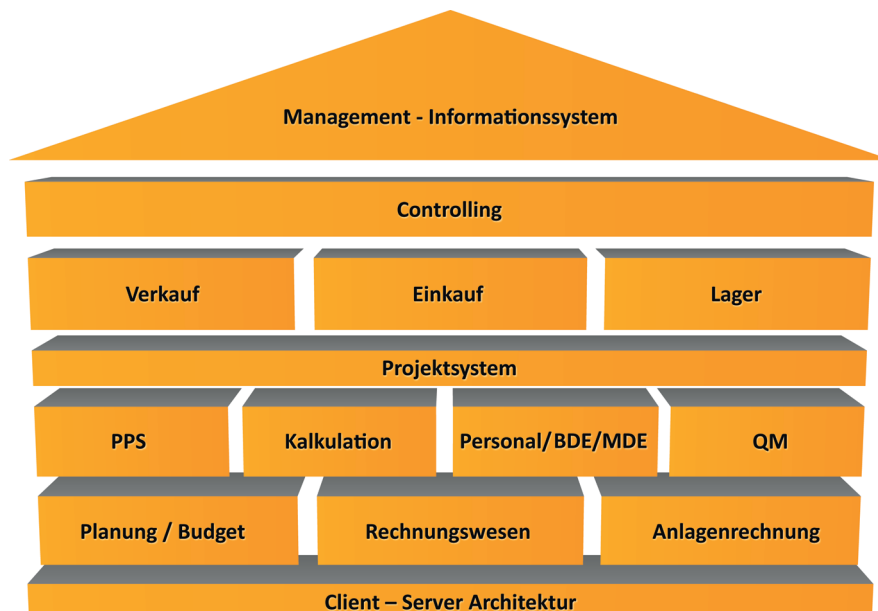 Management - Informationssystem
Controlling
Verkauf
Einkauf
Lager
Projektsystem
PPS
Kalkulation
Personal/BDE/MDE
QM
Planung / Budget
Rechnungswesen
Anlagenrechnung
Client – Server Architektur